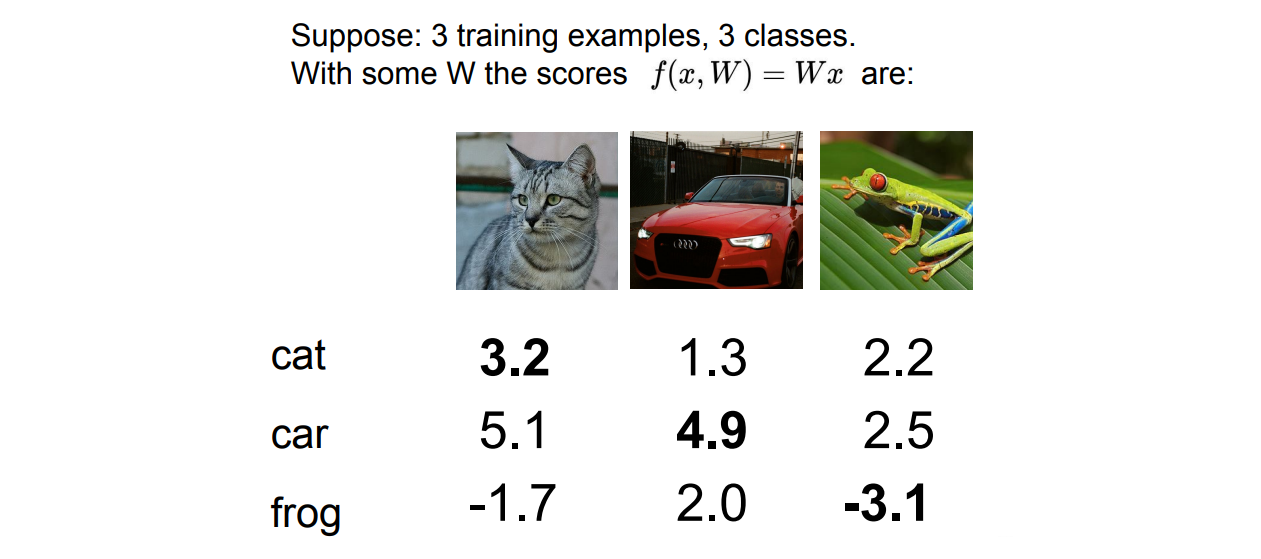 Suppose: 3 training examples, 3 classes.
With some W the scores f(x, W) = Wx are:
cat 3.2 1.3 2.2
car 5.1 4.9 2.5
frog -1.7 2.0 -3.1